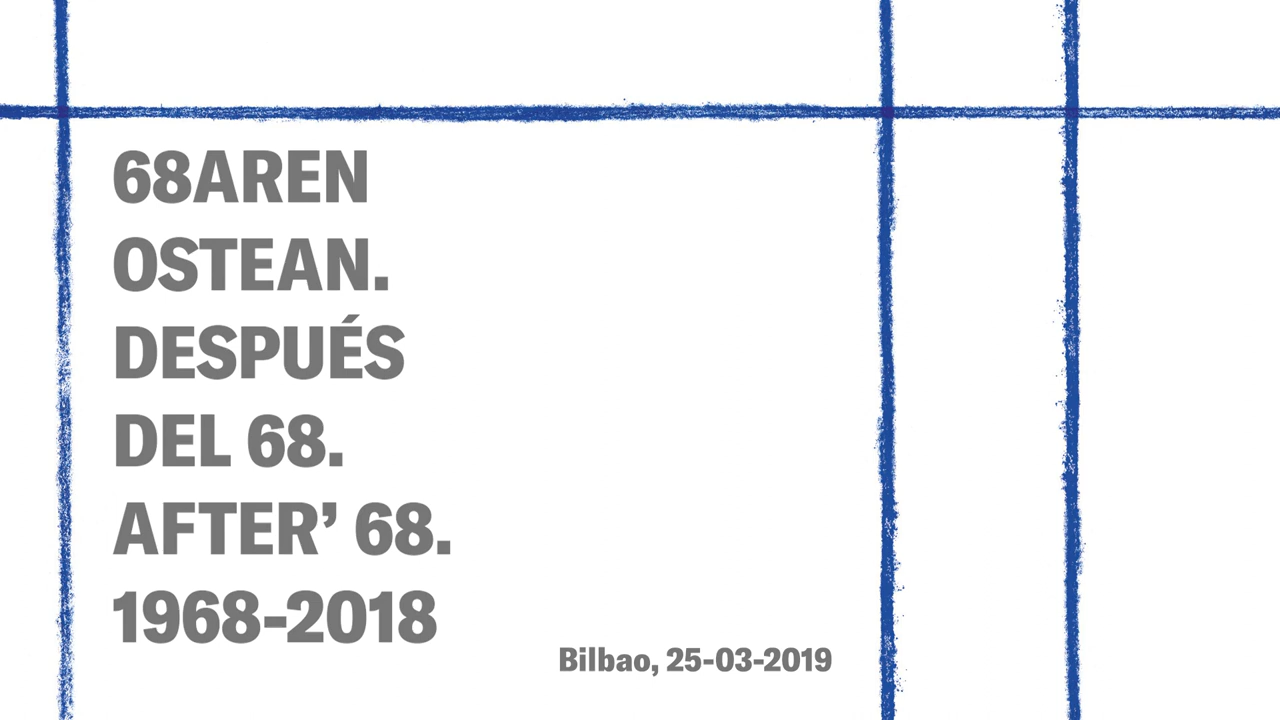 68AREN
OSTEAN.
DESPUÉS
DEL 68.
AFTER’ 68.
1968-2018
Bilbao, 25-03-2019